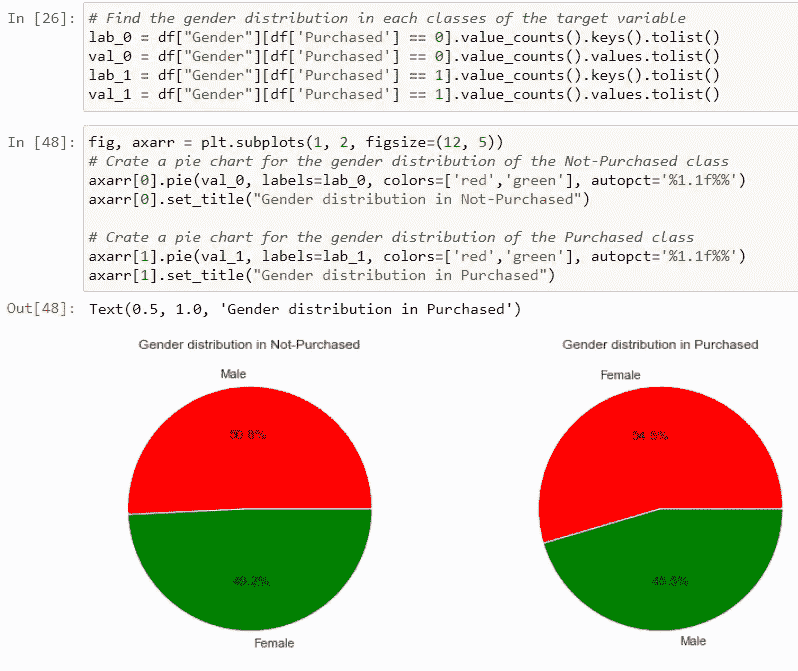 In [26]: # Find the gender distribution in each classes of the target variable
lab_0 = df["Gender"][df['Purchased'] == 0].value_counts().keys().tolist()
val_0 = df["Gender"][df['Purchased'] == 0].value_counts().values.tolist()
lab_1 = df["Gender"][df['Purchased'] == 1].value_counts().keys().tolist()
val_1 = df["Gender"][df['Purchased'] == 1].value_counts().values.tolist()
In [48]: fig, axarr = plt.subplots(1, 2, figsize=(12, 5))
# Crate a pie chart for the gender distribution of the Not-Purchased class
axarr[0].pie(val_0, labels=lab_0, colors=['red','green'], autopct='%1.1f%%')
axarr[0].set_title("Gender distribution in Not-Purchased")
# Crate a pie chart for the gender distribution of the Purchased class
axarr[1].pie(val_1, labels=lab_1, colors=['red','green'], autopct='%1.1f%%')
axarr[1].set_title("Gender distribution in Purchased")
Out[48]: Text(0.5, 1.0, 'Gender distribution in Purchased')
Gender distribution in Not-Purchased
Gender distribution in Purchased
Male
Female
Female
Male